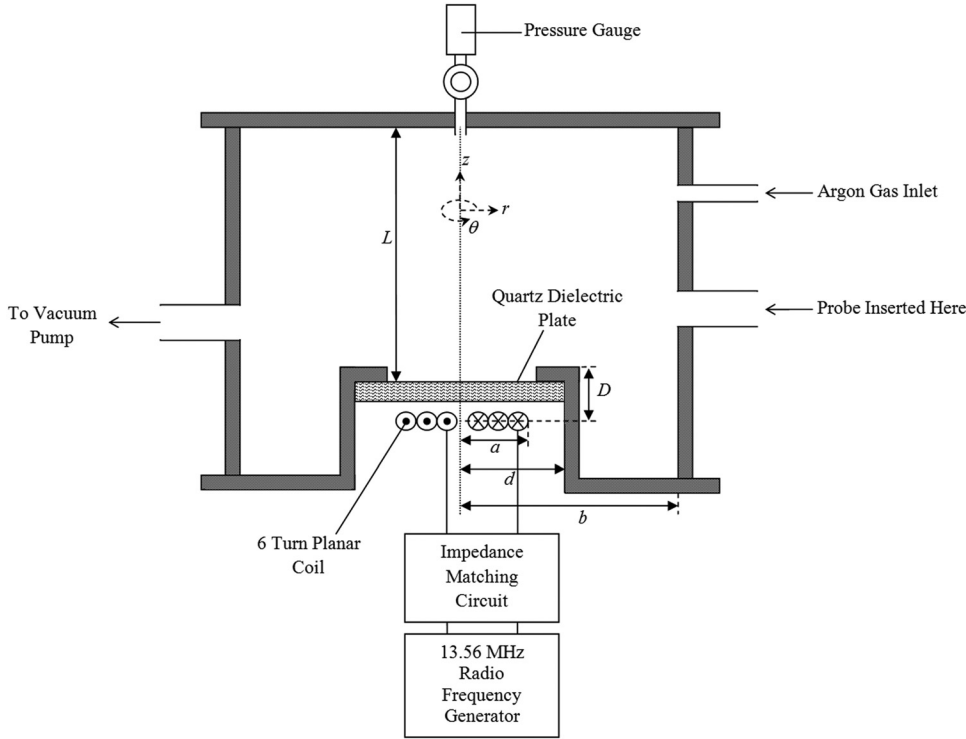 Pressure Gauge
z
Argon Gas Inlet
r
θ
L
Quartz Dielectric
Plate
To Vacuum
Pump
Probe Inserted Here
D
a
d
b
6 Turn Planar
Coil
Impedance
Matching
Circuit
13.56 MHz
Radio
Frequency
Generator